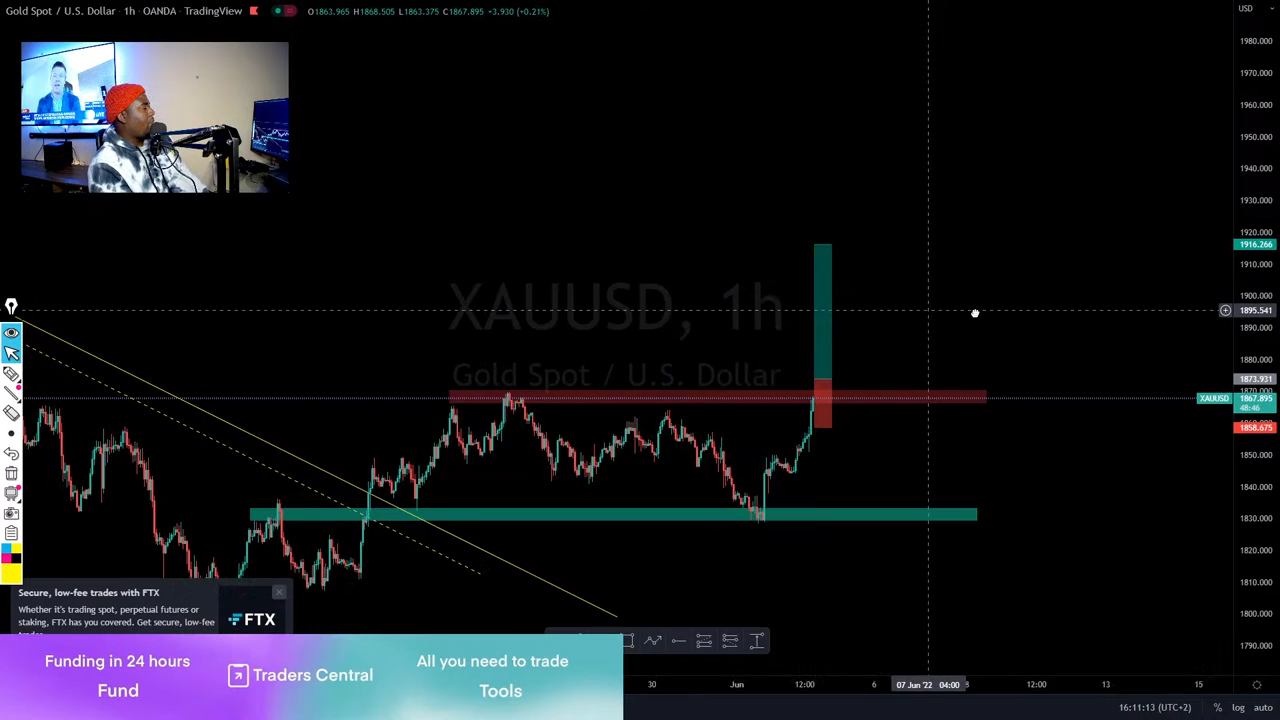 Gold Spot / U.S. Dollar · 1h · OANDA · TradingView
O1863.965 H1868.505 L1863.375 C1867.895 +3.930 (+0.21%)
USD
1980.000
1970.000
1960.000
1950.000
1940.000
1930.000
1920.000
1916.266
1910.000
1900.000
1895.541
1890.000
1880.000
1873.931
XAUUSD
1867.895
48:46
1858.675
1850.000
1840.000
1830.000
1820.000
1810.000
1800.000
1790.000
XAUUSD, 1h
Gold Spot / U.S. Dollar
Secure, low-fee trades with FTX
Whether it's trading spot, perpetual futures or
staking, FTX has you covered. Get secure, low-fee
FTX
Funding in 24 hours
Fund
Traders Central
All you need to trade
Tools
30
Jun
12:00
6
07 Jun '22 04:00
12:00
13
15
16:11:13 (UTC+2)
%
log
auto